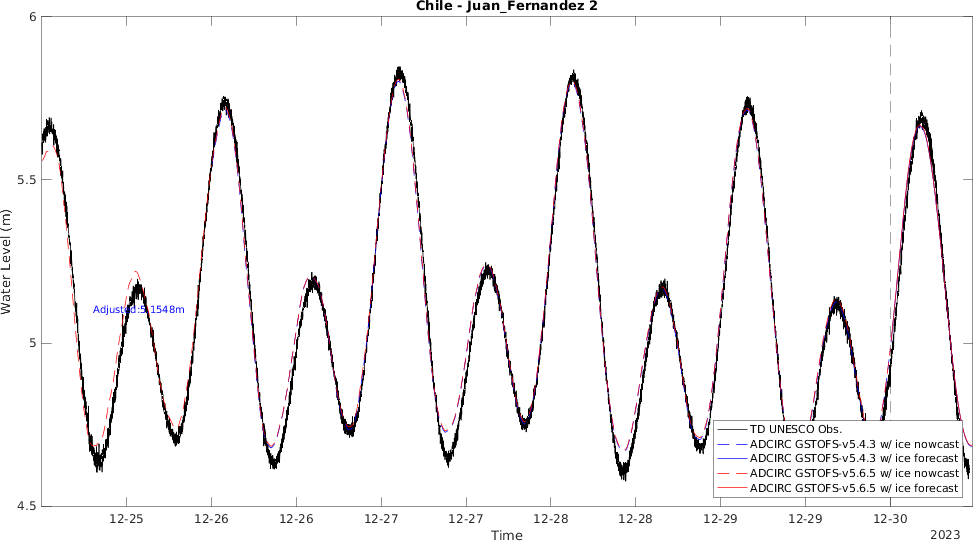 Chile - Juan_Fernandez 2
6
5.5
5
4.5
Water Level (m)
Adjusted:5.1548m
TD UNESCO Obs.
ADCIRC GSTOFS-v5.4.3 w/ ice nowcast
ADCIRC GSTOFS-v5.4.3 w/ ice forecast
ADCIRC GSTOFS-v5.6.5 w/ ice nowcast
ADCIRC GSTOFS-v5.6.5 w/ ice forecast
12-25 12-26 12-26 12-27 12-27 12-28 12-28 12-29 12-29 12-30
Time
2023